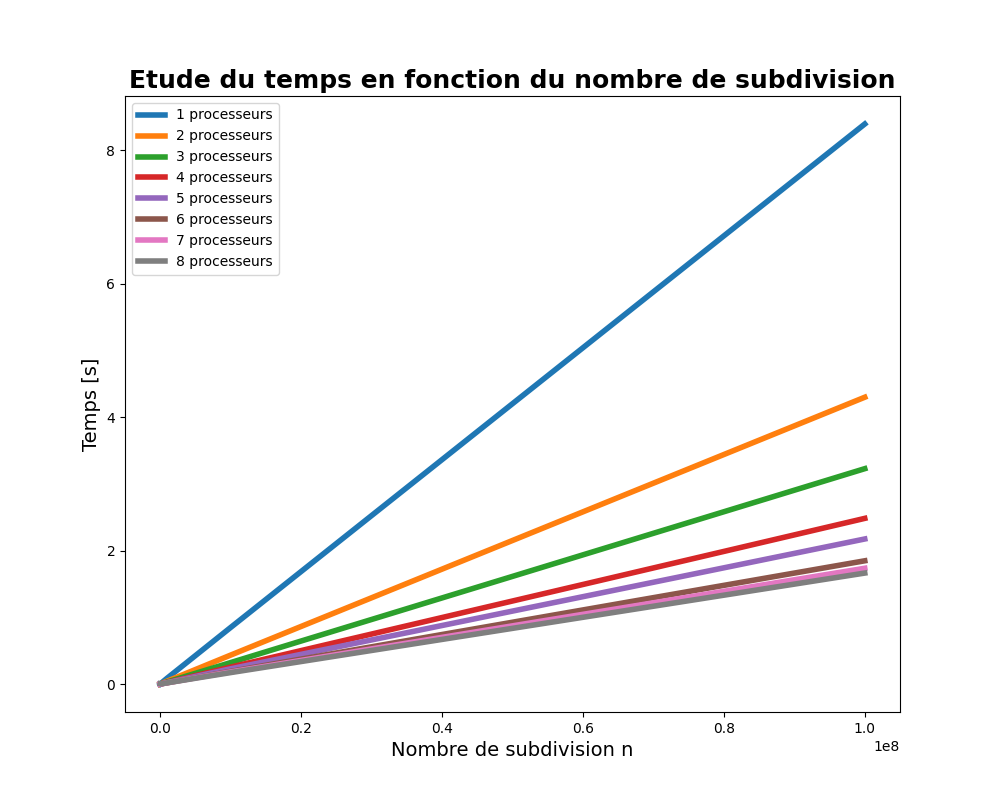 Etude du temps en fonction du nombre de subdivision
1 processeurs
2 processeurs
3 processeurs
4 processeurs
5 processeurs
6 processeurs
7 processeurs
8 processeurs
8
6
4
2
0
Temps [s]
0.0 0.2 0.4 0.6 0.8 1.0
1e8
Nombre de subdivision n